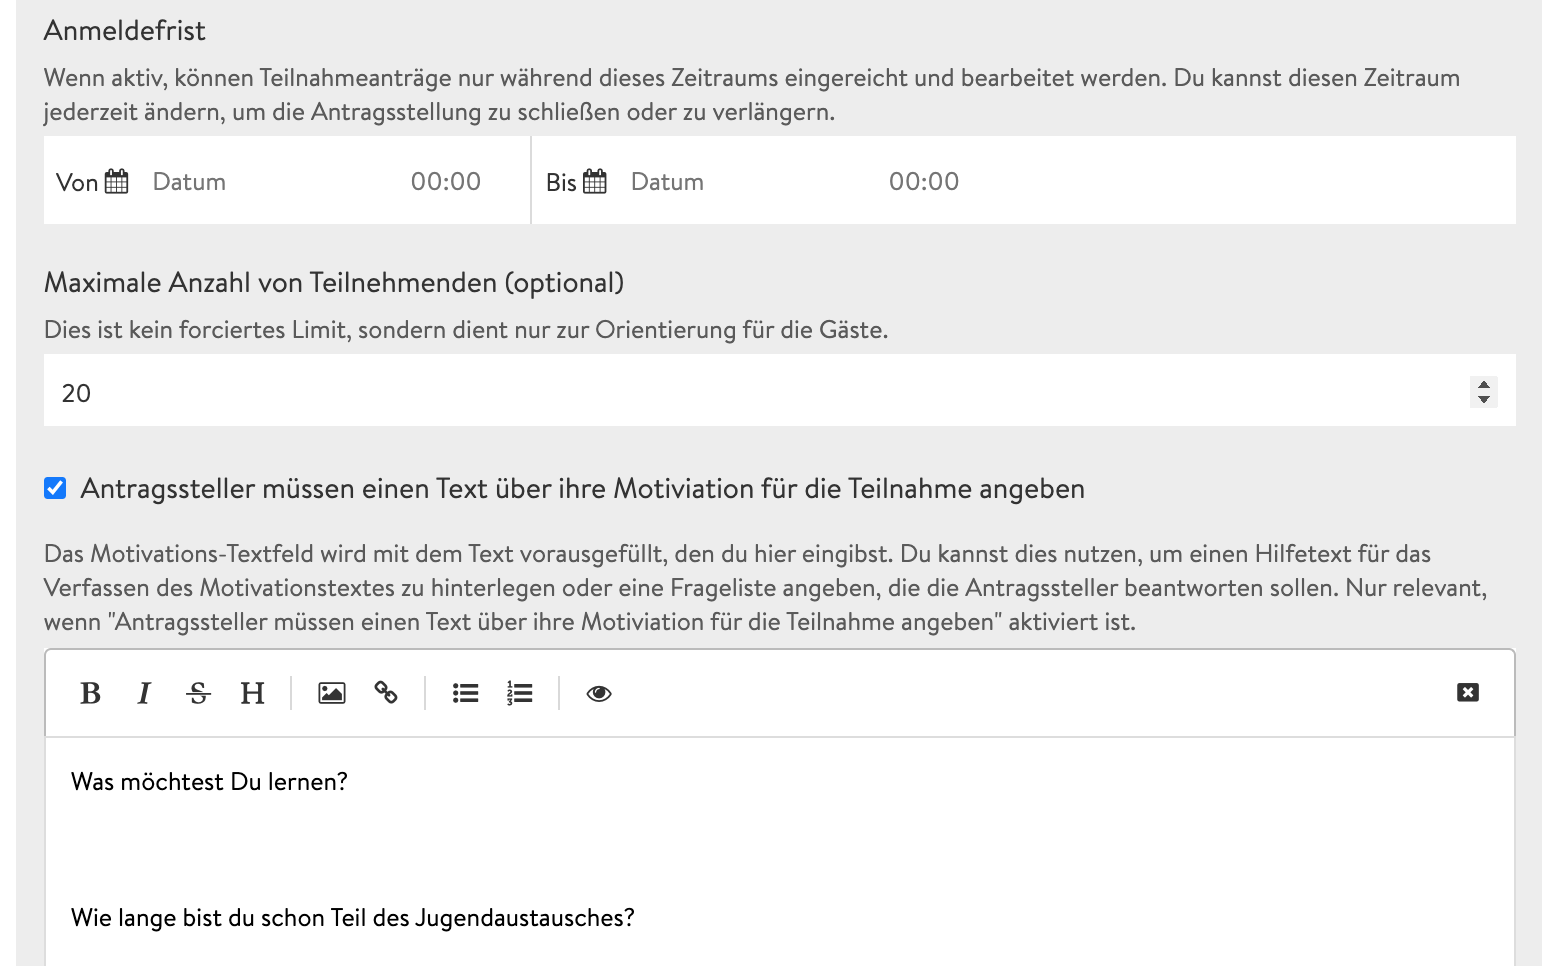 Anmeldefrist
Wenn aktiv, können Teilnahmeanträge nur während dieses Zeitraums eingereicht und bearbeitet werden. Du kannst diesen Zeitraum
jederzeit ändern, um die Antragsstellung zu schließen oder zu verlängern.
Von Datum 00:00 Bis Datum 00:00
Maximale Anzahl von Teilnehmenden (optional)
Dies ist kein forciertes Limit, sondern dient nur zur Orientierung für die Gäste.
20
Antragssteller müssen einen Text über ihre Motiviation für die Teilnahme angeben
Das Motivations-Textfeld wird mit dem Text vorausgefüllt, den du hier eingibst. Du kannst dies nutzen, um einen Hilfetext für das
Verfassen des Motivationstextes zu hinterlegen oder eine Frageliste angeben, die die Antragssteller beantworten sollen. Nur relevant,
wenn "Antragssteller müssen einen Text über ihre Motiviation für die Teilnahme angeben" aktiviert ist.
B I S H
Was möchtest Du lernen?
Wie lange bist du schon Teil des Jugendaustausches?